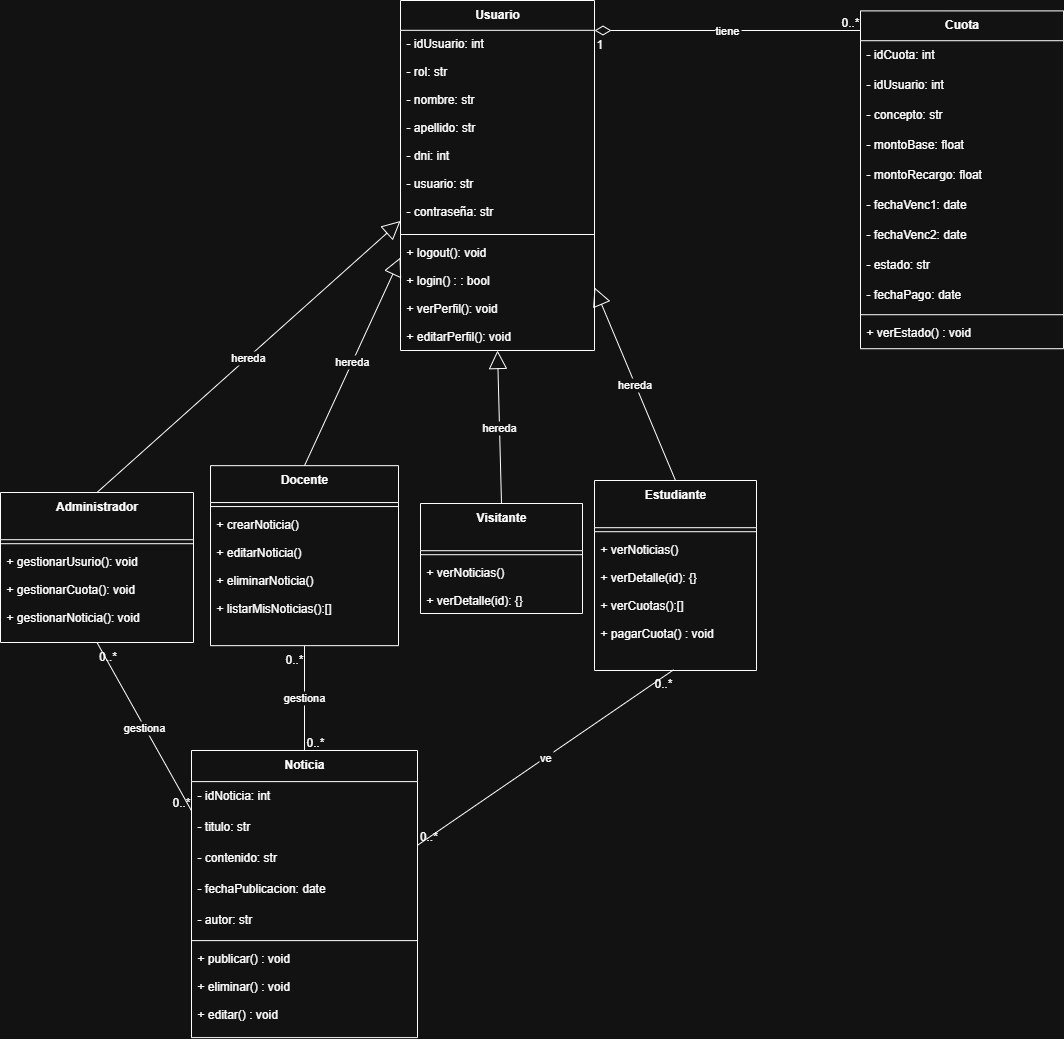 Usuario
- idUsuario: int
- rol: str
- nombre: str
- apellido: str
- dni: int
- usuario: str
- contraseña: str
+ logout(): void
+ login() : : bool
+ verPerfil(): void
+ editarPerfil(): void
1
tiene
0..*
Cuota
- idCuota: int
- idUsuario: int
- concepto: str
- montoBase: float
- montoRecargo: float
- fechaVenc1: date
- fechaVenc2: date
- estado: str
- fechaPago: date
+ verEstado() : void
hereda
hereda
hereda
hereda
Administrador
+ gestionarUsurio(): void
+ gestionarCuota(): void
+ gestionarNoticia(): void
Docente
+ crearNoticia()
+ editarNoticia()
+ eliminarNoticia()
+ listarMisNoticias():[]
Visitante
+ verNoticias()
+ verDetalle(id): {}
Estudiante
+ verNoticias()
+ verDetalle(id): {}
+ verCuotas():[]
+ pagarCuota() : void
0..*
gestiona
0..*
0..*
gestiona
0..*
0..*
ve
0..*
Noticia
- idNoticia: int
- titulo: str
- contenido: str
- fechaPublicacion: date
- autor: str
+ publicar() : void
+ eliminar() : void
+ editar() : void